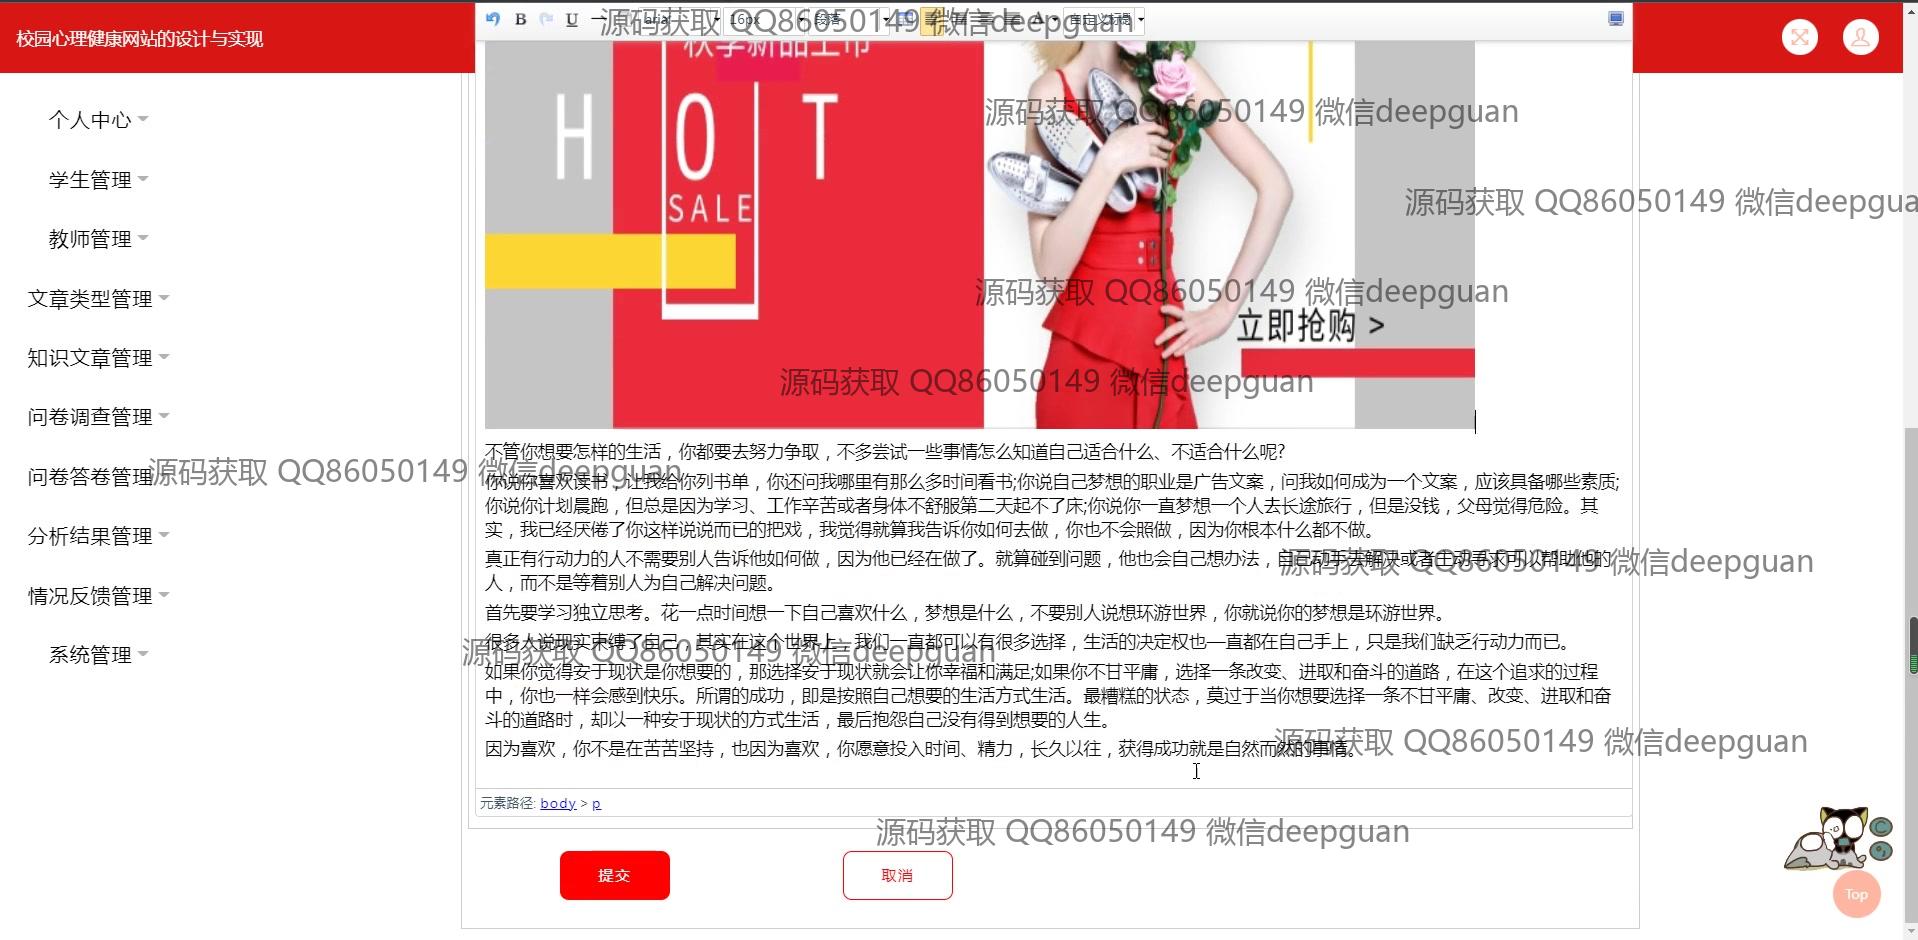 源码获取 QQ86050149 微信deepguan
B U arial 16px 段落 A 自定义标题
校园心理健康网站的设计与实现
秋季新品上市
HOT
SALE
立即抢购 >
源码获取 QQ86050149 微信deepguan
源码获取 QQ86050149 微信deepgua
源码获取 QQ86050149 微信deepguan
源码获取 QQ86050149 微信deepguan
个人中心
学生管理
教师管理
文章类型管理
知识文章管理
问卷调查管理
问卷答卷管理
分析结果管理
情况反馈管理
系统管理
源码获取 QQ86050149 微信deepguan
不管你想要怎样的生活，你都要去努力争取，不多尝试一些事情怎么知道自己适合什么、不适合什么呢?
你说你喜欢读书，让我给你列书单，你还问我哪里有那么多时间看书;你说自己梦想的职业是广告文案，问我如何成为一个文案，应该具备哪些素质;
你说你计划晨跑，但总是因为学习、工作辛苦或者身体不舒服第二天起不了床;你说你一直梦想一个人去长途旅行，但是没钱，父母觉得危险。其
实，我已经厌倦了你这样说说而已的把戏，我觉得就算我告诉你如何去做，你也不会照做，因为你根本什么都不做。
真正有行动力的人不需要别人告诉他如何做，因为他已经在做了。就算碰到问题，他也会自己想办法，自己动手去解决或者主动寻求可以帮助他的
人，而不是等着别人为自己解决问题。
源码获取 QQ86050149 微信deepguan
首先要学习独立思考。花一点时间想一下自己喜欢什么，梦想是什么，不要别人说想环游世界，你就说你的梦想是环游世界。
很多人说现实束缚了自己，其实在这个世界上，我们一直都可以有很多选择，生活的决定权也一直都在自己手上，只是我们缺乏行动力而已。
源码获取 QQ86050149 微信deepguan
如果你觉得安于现状是你想要的，那选择安于现状就会让你幸福和满足;如果你不甘平庸，选择一条改变、进取和奋斗的道路，在这个追求的过程
中，你也一样会感到快乐。所谓的成功，即是按照自己想要的生活方式生活。最糟糕的状态，莫过于当你想要选择一条不甘平庸、改变、进取和奋
斗的道路时，却以一种安于现状的方式生活，最后抱怨自己没有得到想要的人生。
因为喜欢，你不是在苦苦坚持，也因为喜欢，你愿意投入时间、精力，长久以往，获得成功就是自然而然的事情。
源码获取 QQ86050149 微信deepguan
元素路径: body > p
源码获取 QQ86050149 微信deepguan
提交
取消
Top